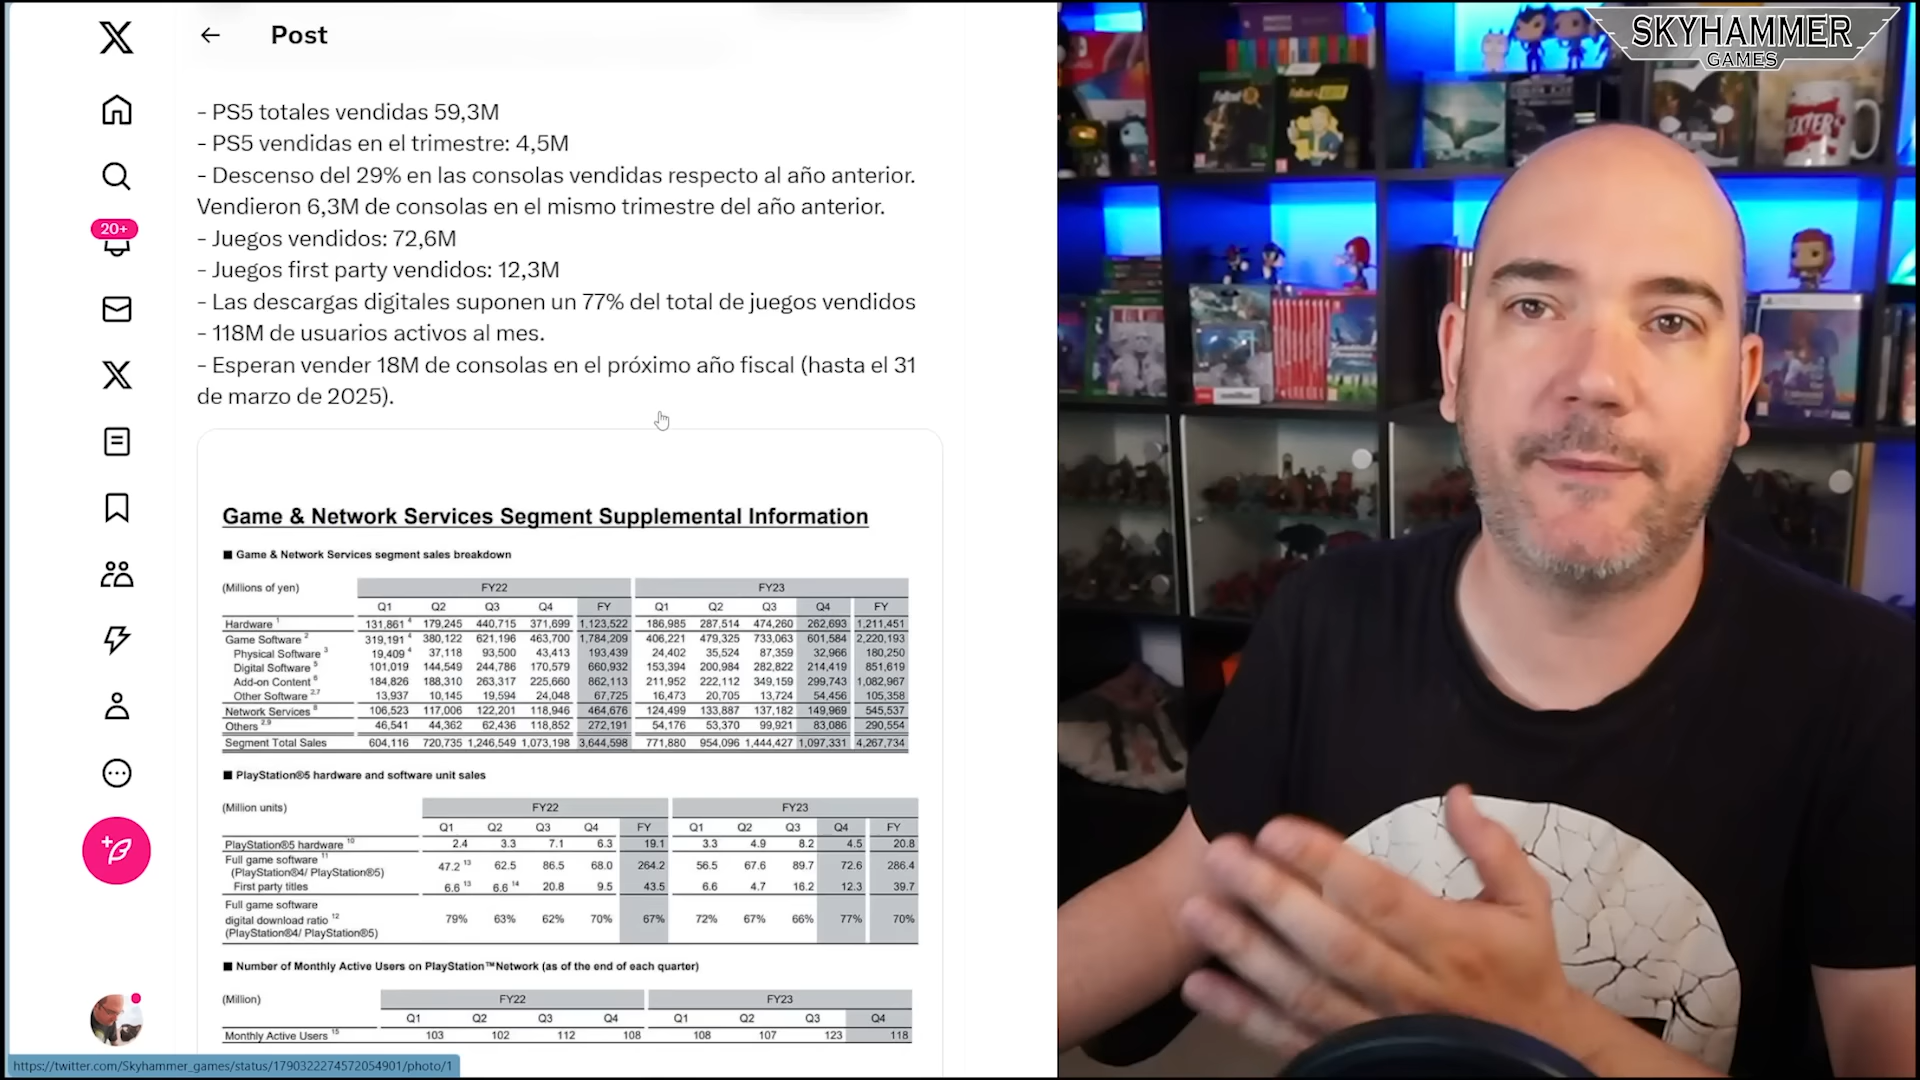 Post
SKYHAMMER
GAMES
- PS5 totales vendidas 59,3M
- PS5 vendidas en el trimestre: 4,5M
- Descenso del 29% en las consolas vendidas respecto al año anterior.
Vendieron 6,3M de consolas en el mismo trimestre del año anterior.
- Juegos vendidos: 72,6M
- Juegos first party vendidos: 12,3M
- Las descargas digitales suponen un 77% del total de juegos vendidos
- 118M de usuarios activos al mes.
- Esperan vender 18M de consolas en el próximo año fiscal (hasta el 31
de marzo de 2025).
20+
Game & Network Services Segment Supplemental Information
■ Game & Network Services segment sales breakdown
(Millions of yen) FY22 FY23
Q1 Q2 Q3 Q4 FY Q1 Q2 Q3 Q4 FY
Hardware 1 131,861 4 179,245 440,715 371,699 1,123,522 186,985 287,514 474,260 262,693 1,211,451
Game Software 2 319,191 4 380,122 621,196 463,700 1,784,209 406,221 479,325 733,063 601,584 2,220,193
Physical Software 3 19,409 4 37,118 93,500 43,413 193,439 24,402 35,524 87,359 32,966 180,250
Digital Software 5 101,019 144,549 244,786 170,579 660,932 153,394 200,984 282,822 214,419 851,619
Add-on Content 6 184,826 188,310 263,317 225,660 862,113 211,952 222,112 349,159 299,743 1,082,967
Other Software 2,7 13,937 10,145 19,594 24,048 67,725 16,473 20,705 13,724 54,456 105,358
Network Services 8 106,523 117,006 122,201 118,946 464,676 124,499 133,887 137,182 149,969 545,537
Others 2,9 46,541 44,362 62,436 118,852 272,191 54,176 53,370 99,921 83,086 290,554
Segment Total Sales 604,116 720,735 1,246,549 1,073,198 3,644,598 771,880 954,096 1,444,427 1,097,331 4,267,734
■ PlayStation®5 hardware and software unit sales
(Million units) FY22 FY23
Q1 Q2 Q3 Q4 FY Q1 Q2 Q3 Q4 FY
PlayStation®5 hardware 10 2.4 3.3 7.1 6.3 19.1 3.3 4.9 8.2 4.5 20.8
Full game software 11
(PlayStation®4/ PlayStation®5) 47.2 13 62.5 86.5 68.0 264.2 56.5 67.6 89.7 72.6 286.4
First party titles 6.6 13 6.6 14 20.8 9.5 43.5 6.6 4.7 16.2 12.3 39.7
Full game software
digital download ratio 12 79% 63% 62% 70% 67% 72% 67% 66% 77% 70%
(PlayStation®4/ PlayStation®5)
■ Number of Monthly Active Users on PlayStation™Network (as of the end of each quarter)
(Million) FY22 FY23
Q1 Q2 Q3 Q4 Q1 Q2 Q3 Q4
Monthly Active Users 15 103 102 112 108 108 107 123 118
https://twitter.com/Skyhammer_games/status/1790322274572054901/photo/1
DEXTER
Fallout